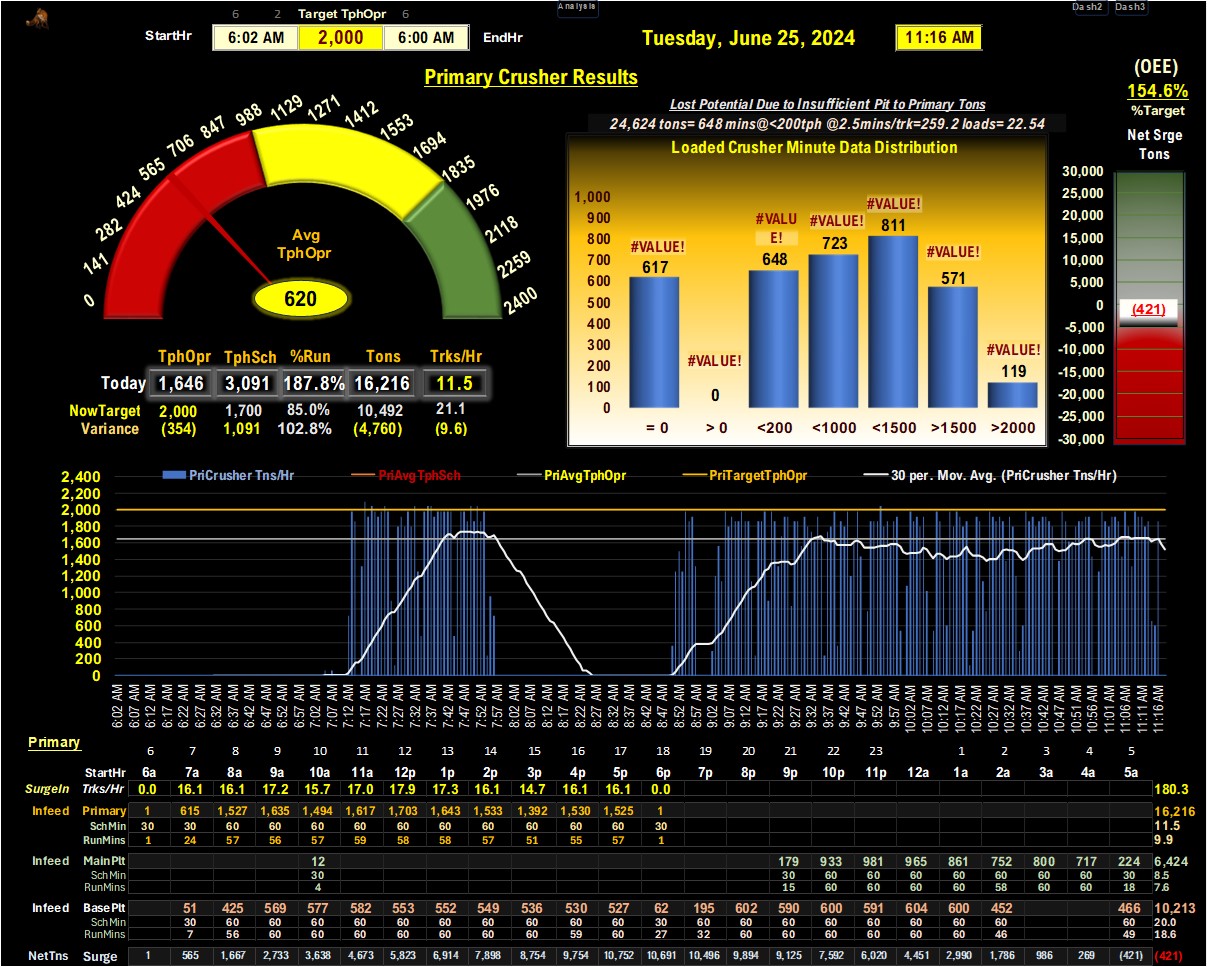 Analysis
Dash2 Dash3
6 2 Target TphOpr 6
StartHr 6:02 AM 2,000 6:00 AM EndHr
Tuesday, June 25, 2024
11:16 AM
Primary Crusher Results
(OEE)
154.6%
%Target
Net Srge
Tons
Lost Potential Due to Insufficient Pit to Primary Tons
24,624 tons= 648 mins@<200tph @2.5mins/trk=259.2 loads= 22.54
0 141 282 424 565 706 847 988 1129 1271 1412 1553 1694 1835 1976 2118 2259 2400
Avg
TphOpr
620
Loaded Crusher Minute Data Distribution
1,000
900
800
700
600
500
400
300
200
100
0
#VALUE! #VALUE! #VALUE! #VALUE! #VALUE! #VALUE! #VALUE!
617 0 648 723 811 571 119
= 0 > 0 <200 <1000 <1500 >1500 >2000
30,000
25,000
20,000
15,000
10,000
5,000
0
-5,000
-10,000
-15,000
-20,000
-25,000
-30,000
(421)
TphOpr TphSch %Run Tons Trks/Hr
Today 1,646 3,091 187.8% 16,216 11.5
NowTarget 2,000 1,700 85.0% 10,492 21.1
Variance (354) 1,091 102.8% (4,760) (9.6)
PriCrusher Tns/Hr PriAvgTphSch PriAvgTphOpr PriTargetTphOpr 30 per. Mov. Avg. (PriCrusher Tns/Hr)
2,400
2,200
2,000
1,800
1,600
1,400
1,200
1,000
800
600
400
200
0
6:02 AM 6:07 AM 6:12 AM 6:17 AM 6:22 AM 6:27 AM 6:32 AM 6:37 AM 6:42 AM 6:47 AM 6:52 AM 6:57 AM 7:02 AM 7:07 AM 7:12 AM 7:17 AM 7:22 AM 7:27 AM 7:32 AM 7:37 AM 7:42 AM 7:47 AM 7:52 AM 7:57 AM 8:02 AM 8:07 AM 8:12 AM 8:17 AM 8:22 AM 8:27 AM 8:32 AM 8:37 AM 8:42 AM 8:47 AM 8:52 AM 8:57 AM 9:02 AM 9:07 AM 9:12 AM 9:17 AM 9:22 AM 9:27 AM 9:32 AM 9:37 AM 9:42 AM 9:47 AM 9:52 AM 9:57 AM 10:02 AM 10:07 AM 10:12 AM 10:17 AM 10:22 AM 10:27 AM 10:32 AM 10:37 AM 10:42 AM 10:47 AM 10:51 AM 10:56 AM 11:01 AM 11:06 AM 11:11 AM 11:16 AM
Primary
6 7 8 9 10 11 12 13 14 15 16 17 18 19 20 21 22 23 1 2 3 4 5
StartHr 6a 7a 8a 9a 10a 11a 12p 1p 2p 3p 4p 5p 6p 7p 8p 9p 10p 11p 12a 1a 2a 3a 4a 5a
SurgeIn Trks/Hr 0.0 16.1 16.1 17.2 15.7 17.0 17.9 17.3 16.1 14.7 16.1 16.1 0.0 180.3
Infeed Primary 1 615 1,527 1,635 1,494 1,617 1,703 1,643 1,533 1,392 1,530 1,525 1 16,216
SchMin 30 30 60 60 60 60 60 60 60 60 60 60 30 11.5
RunMins 1 24 57 56 57 59 58 58 57 51 55 57 1 9.9
Infeed MainPlt 12 179 933 981 965 861 752 800 717 224 6,424
SchMin 30 30 60 60 60 60 60 60 60 30 8.5
RunMins 4 15 60 60 60 60 58 60 60 18 7.6
Infeed BasePlt 51 425 569 577 582 553 552 549 536 530 527 62 195 602 590 600 591 604 600 452 466 10,213
SchMin 30 60 60 60 60 60 60 60 60 60 60 30 60 60 60 60 60 60 60 60 60 20.0
RunMins 7 56 60 60 60 60 60 60 60 59 60 27 32 60 60 60 60 60 60 46 49 18.6
NetTns Surge 1 565 1,667 2,733 3,638 4,673 5,823 6,914 7,898 8,754 9,754 10,752 10,691 10,496 9,894 9,125 7,592 6,020 4,451 2,990 1,786 986 269 (421) (421)